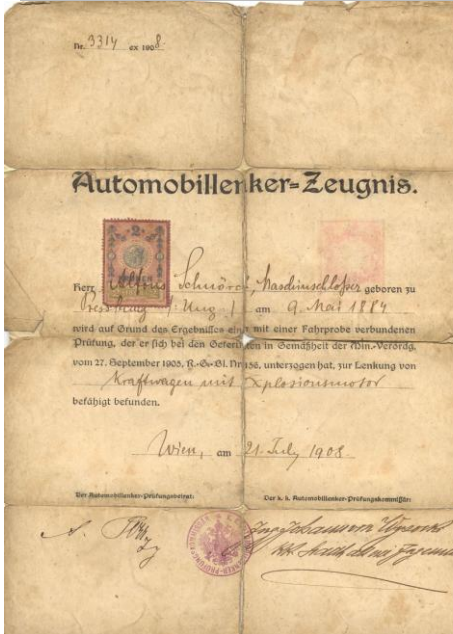 Nr. 3314 ex 1908.
Automobillenker=Zeugnis.
2
Herr Alfons Schmörch, Maschinschlosser geboren zu
Pressburg Ung. am 9. Mai 1884
wird auf Grund des Ergebnisses einer mit einer Fahrprobe verbundenen
Prüfung, der er sich bei den Gefertigten in Gemäßheit der Min.-Verordg.
vom 27. September 1905, R.-G.-Bl. Nr. 156, unterzogen hat, zur Lenkung von
Kraftwagen mit Explosionsmotor
befähigt befunden.
Wien, am 21. July 1908.
Der Automobillenker-Prüfungsbeirat: Der k. k. Automobillenker-Prüfungskommissär:
A.